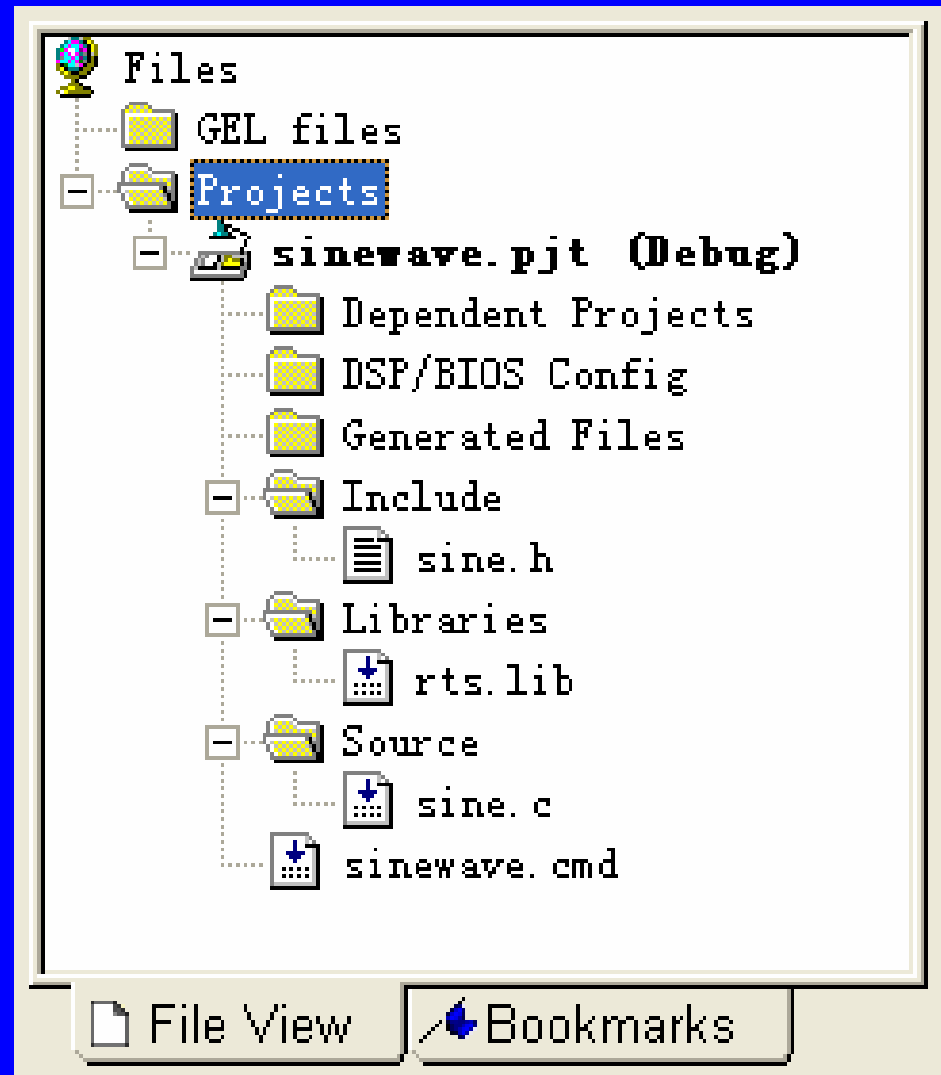 Files
GEL files
Projects
sinewave.pjt (Debug)
Dependent Projects
DSP/BIOS Config
Generated Files
Include
sine.h
Libraries
rts.lib
Source
sine.c
sinewave.cmd
File View Bookmarks